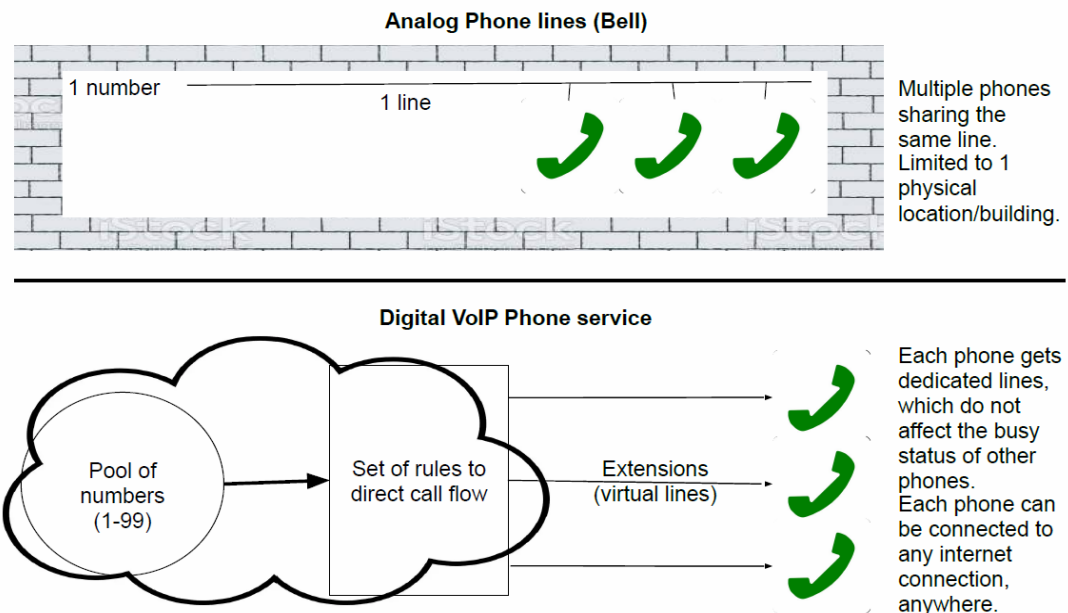 Analog Phone lines (Bell)
1 number
1 line
Multiple phones
sharing the
same line.
Limited to 1
physical
location/building.
iStock
iStock
iStock
Digital VoIP Phone service
Pool of
numbers
(1-99)
Set of rules to
direct call flow
Extensions
(virtual lines)
Each phone gets
dedicated lines,
which do not
affect the busy
status of other
phones.
Each phone can
be connected to
any internet
connection,
anywhere.